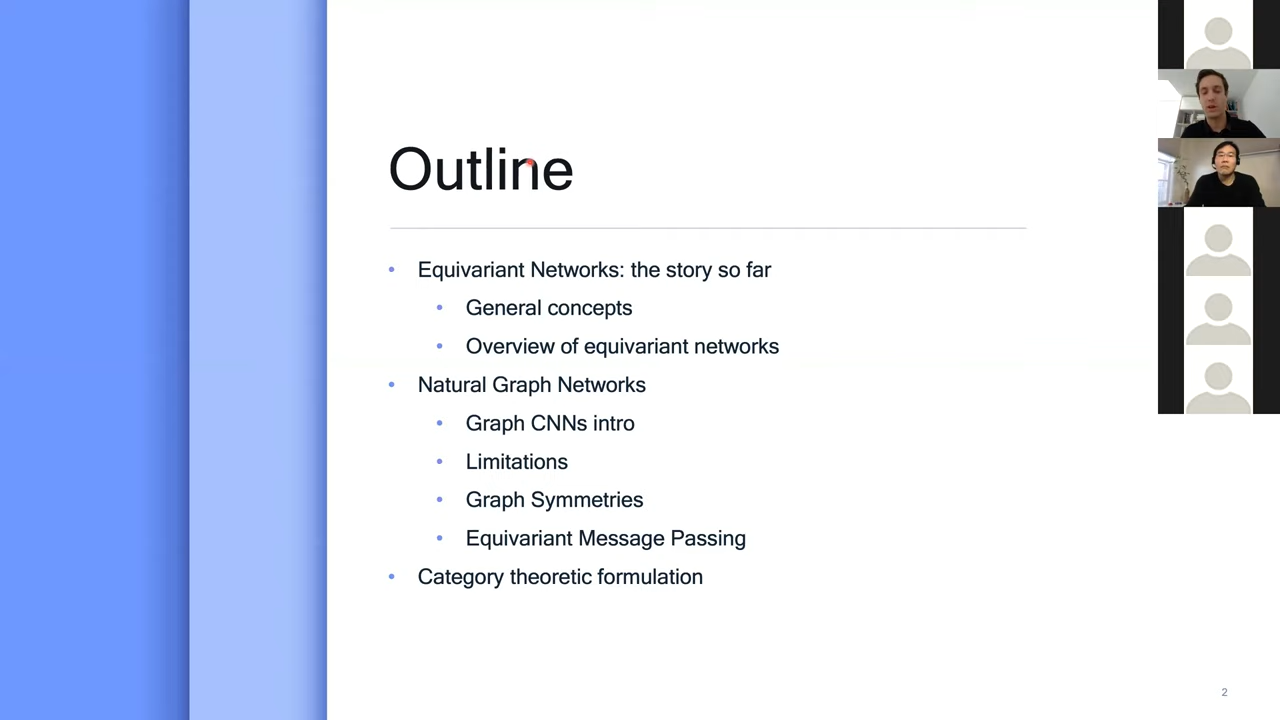 Outline
• Equivariant Networks: the story so far
• General concepts
• Overview of equivariant networks
• Natural Graph Networks
• Graph CNNs intro
• Limitations
• Graph Symmetries
• Equivariant Message Passing
• Category theoretic formulation
2